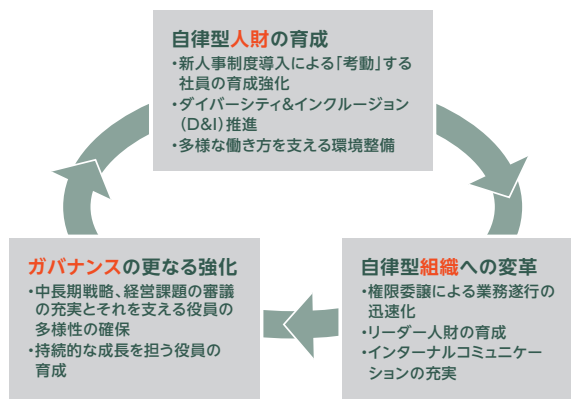 自律型人財の育成
・新人事制度導入による「考動」する
社員の育成強化
・ダイバーシティ&インクルージョン
（D&I）推進
・多様な働き方を支える環境整備
ガバナンスの更なる強化
・中長期戦略、経営課題の審議
の充実とそれを支える役員の
多様性の確保
・持続的な成長を担う役員の
育成
自律型組織への変革
・権限委譲による業務遂行の
迅速化
・リーダー人財の育成
・インターナルコミュニケー
ションの充実